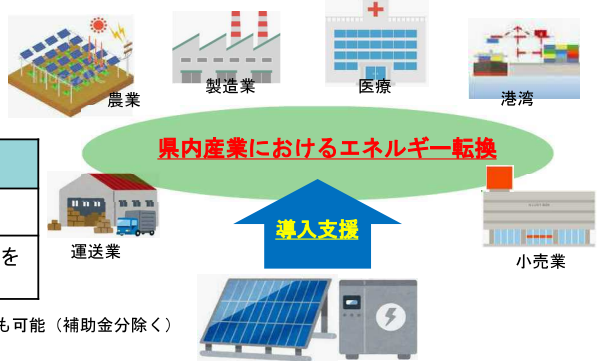 農業
製造業
医療
港湾
県内産業におけるエネルギー転換
運送業
導入支援
小売業
を
も可能（補助金分除く）